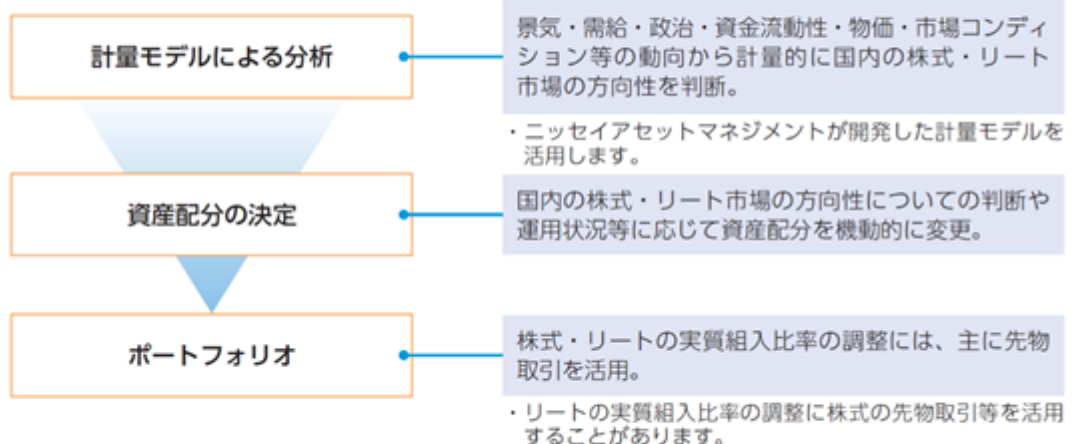 計量モデルによる分析
景気・需給・政治・資金流動性・物価・市場コンディ
ション等の動向から計量的に国内の株式・リート
市場の方向性を判断。
・ニッセイアセットマネジメントが開発した計量モデルを
活用します。
資産配分の決定
国内の株式・リート市場の方向性についての判断や
運用状況等に応じて資産配分を機動的に変更。
ポートフォリオ
株式・リートの実質組入比率の調整には、主に先物
取引を活用。
・リートの実質組入比率の調整に株式の先物取引等を活用
することがあります。